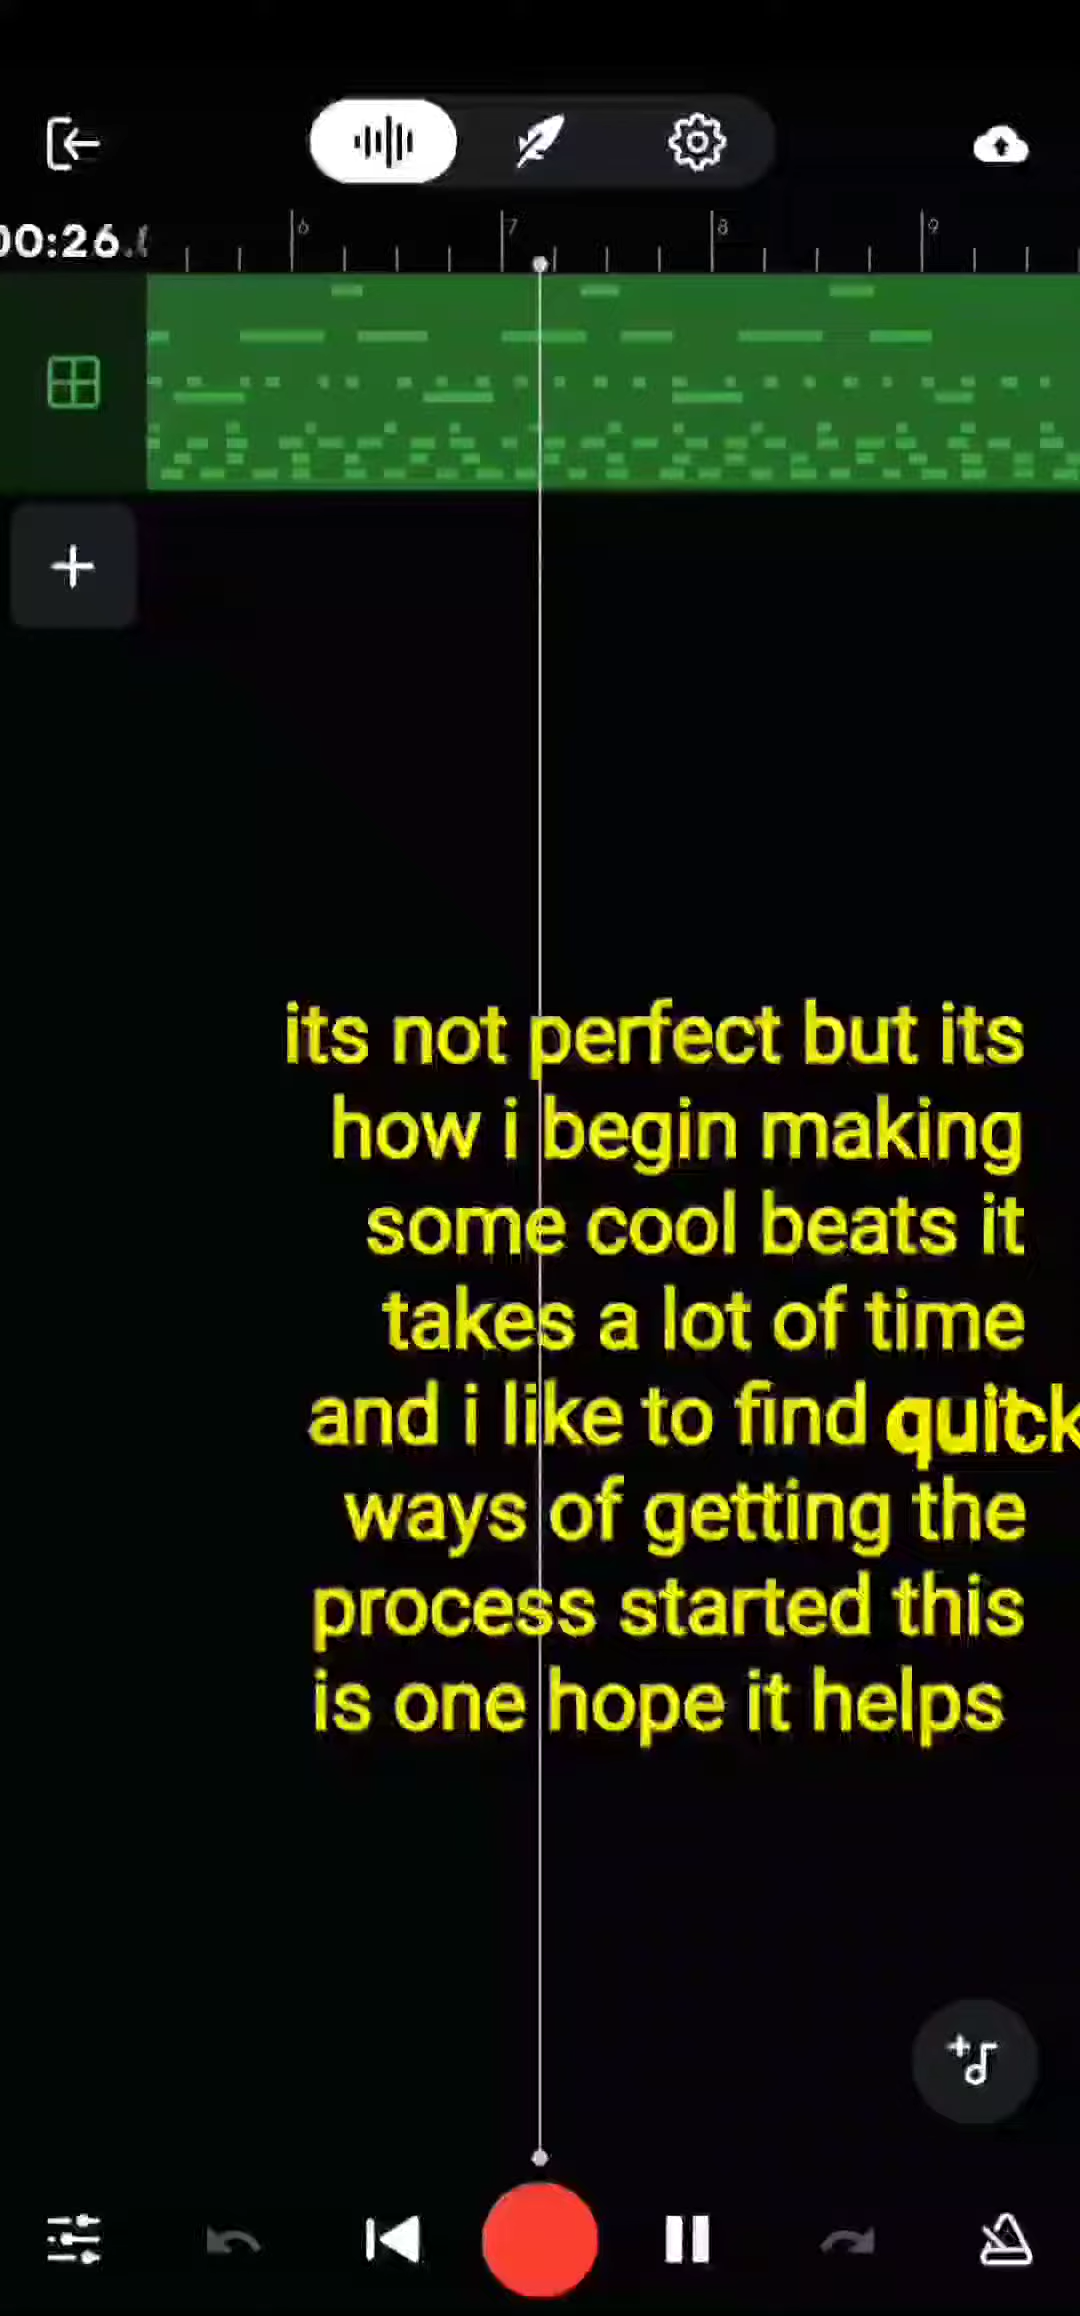 00:26.
6 7 8 9
its not perfect but its
how i begin making
some cool beats it
takes a lot of time
and i like to find quick
ways of getting the
process started this
is one hope it helps